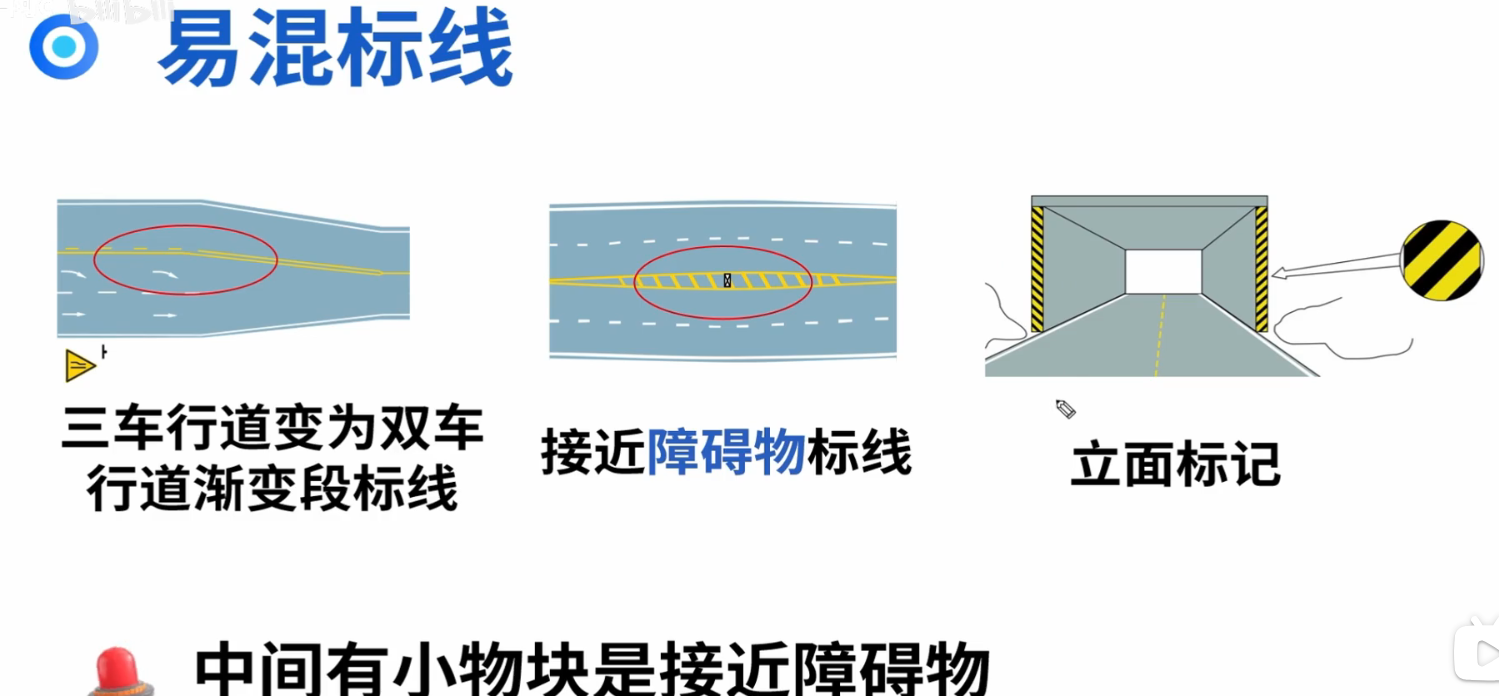 易混标线
三车行道变为双车
行道渐变段标线
接近障碍物标线
立面标记
中间有小物块是接近障碍物